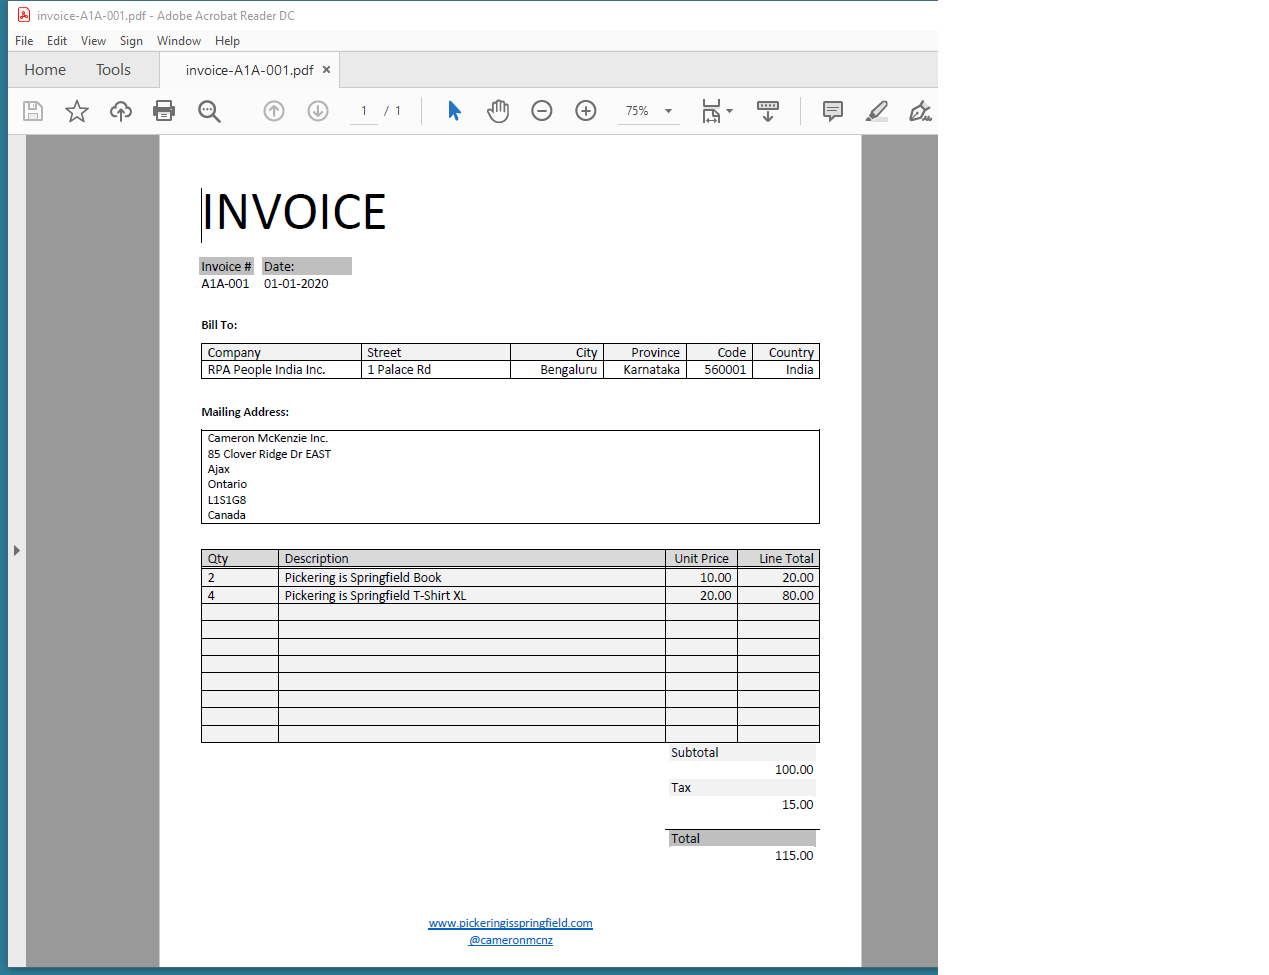 invoice-A1A-001.pdf - Adobe Acrobat Reader DC
File Edit View Sign Window Help
Home Tools invoice-A1A-001.pdf ×
1 / 1 75%
INVOICE
Invoice # Date:
A1A-001 01-01-2020
Bill To:
Company Street City Province Code Country
RPA People India Inc. 1 Palace Rd Bengaluru Karnataka 560001 India
Mailing Address:
Cameron McKenzie Inc.
85 Clover Ridge Dr EAST
Ajax
Ontario
L1S1G8
Canada
Qty Description Unit Price Line Total
2 Pickering is Springfield Book 10.00 20.00
4 Pickering is Springfield T-Shirt XL 20.00 80.00
Subtotal
100.00
Tax
15.00
Total
115.00
www.pickeringisspringfield.com
@cameronmcnz